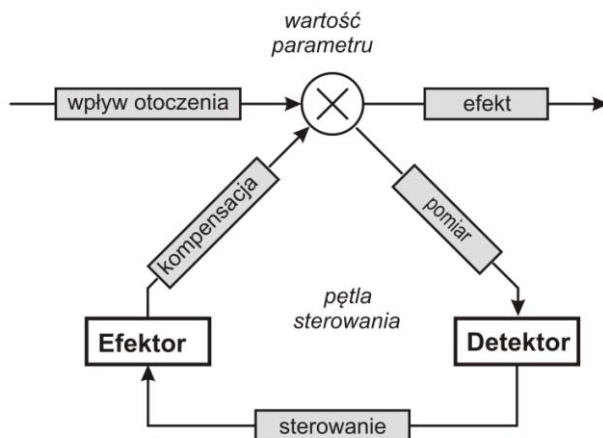 wartość
parametru
wpływ otoczenia
efekt
kompensacja
pomiar
pętla
sterowania
Efektor
Detektor
sterowanie